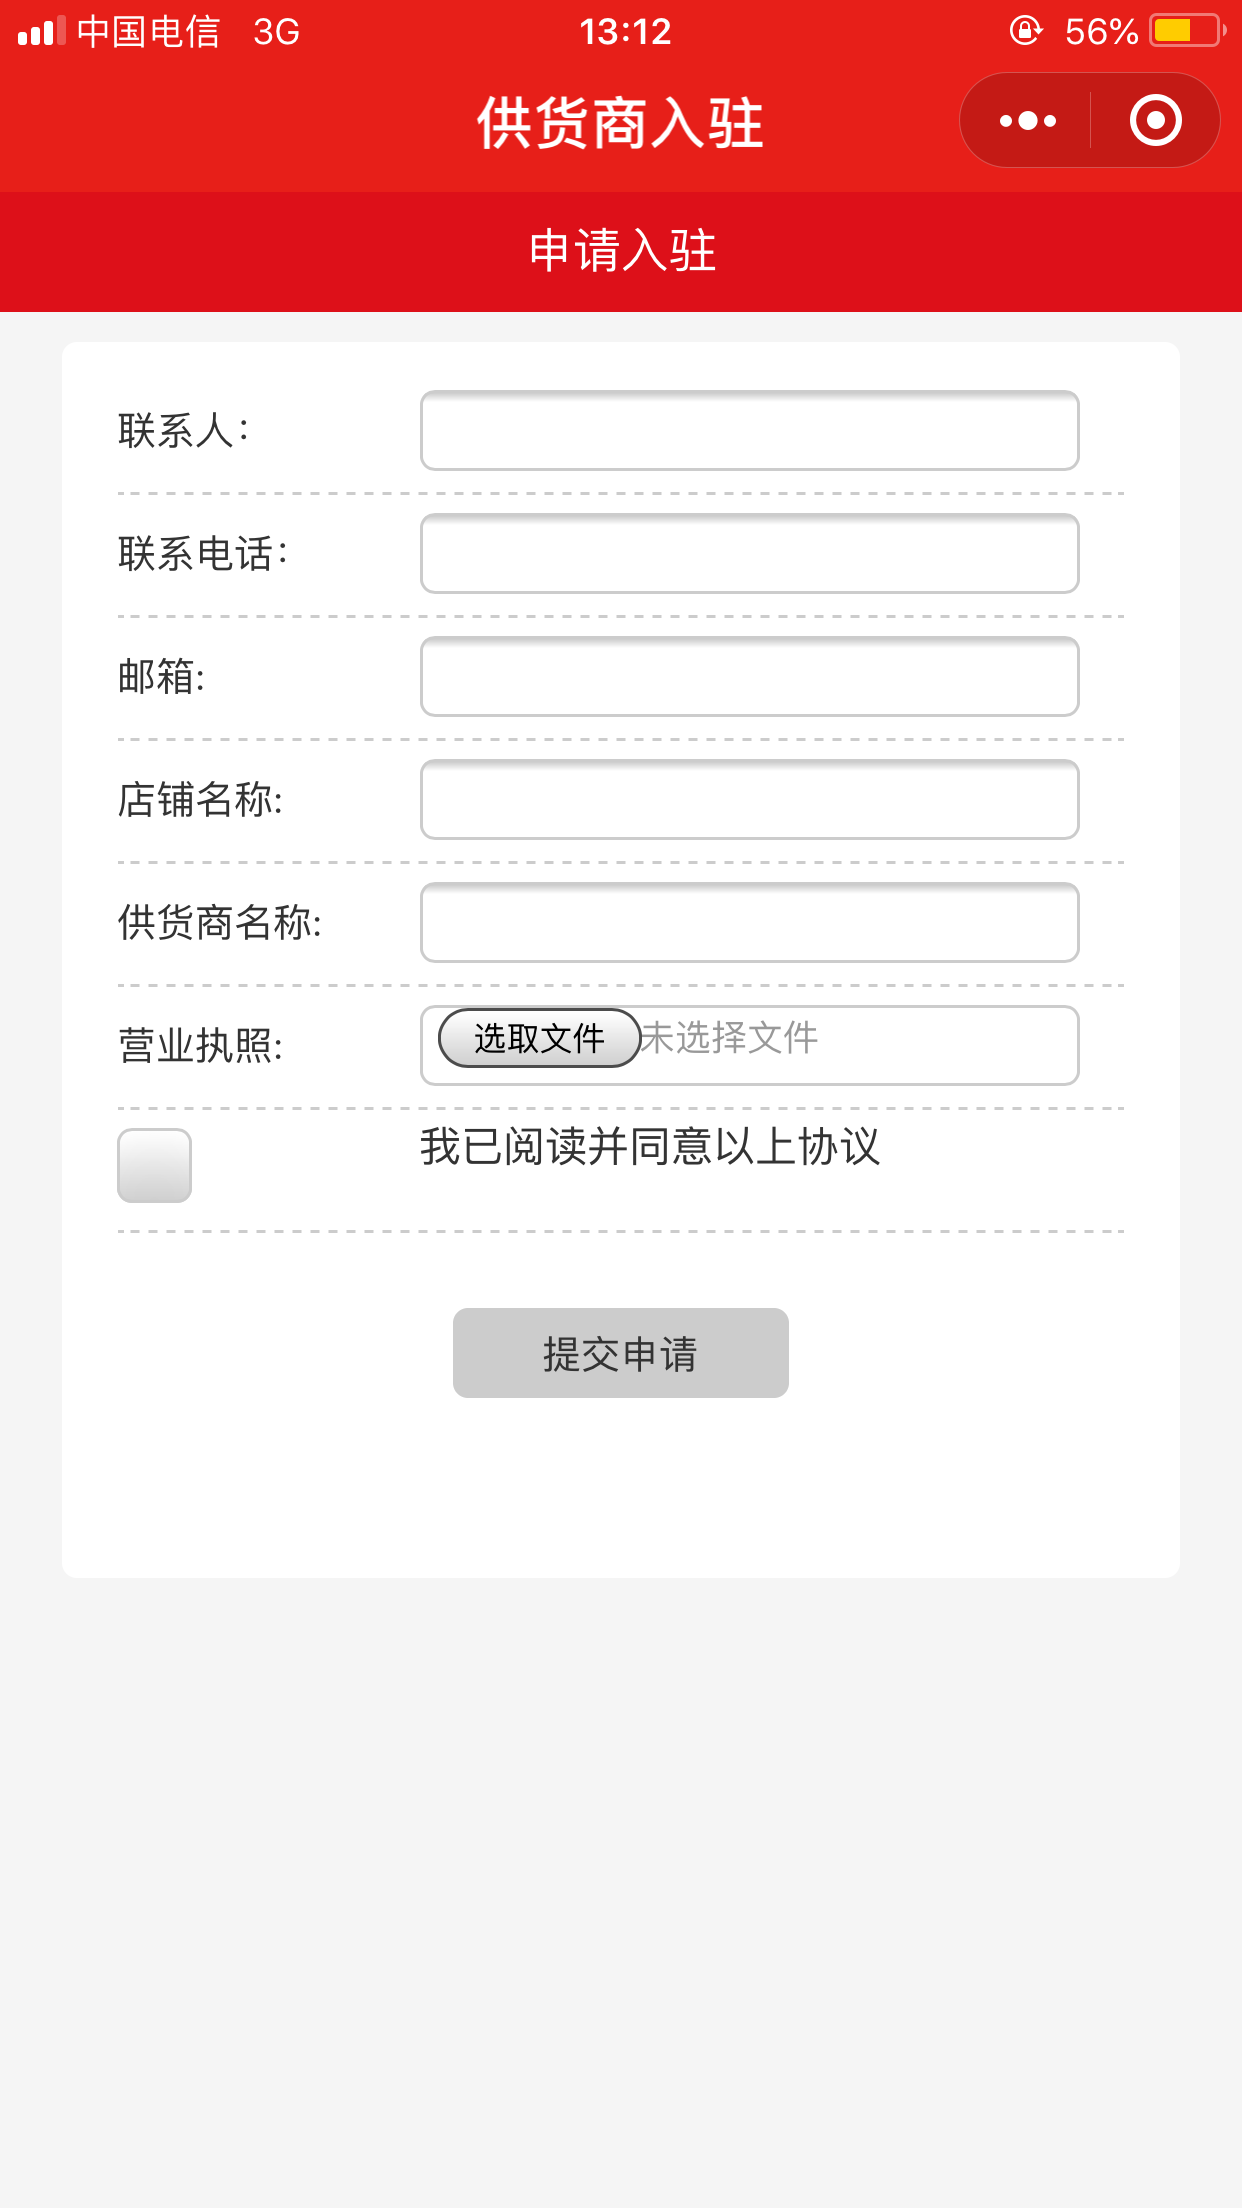 中国电信 3G 13:12 56%
供货商入驻
申请入驻
联系人：
联系电话：
邮箱:
店铺名称:
供货商名称:
营业执照: 选取文件 未选择文件
我已阅读并同意以上协议
提交申请